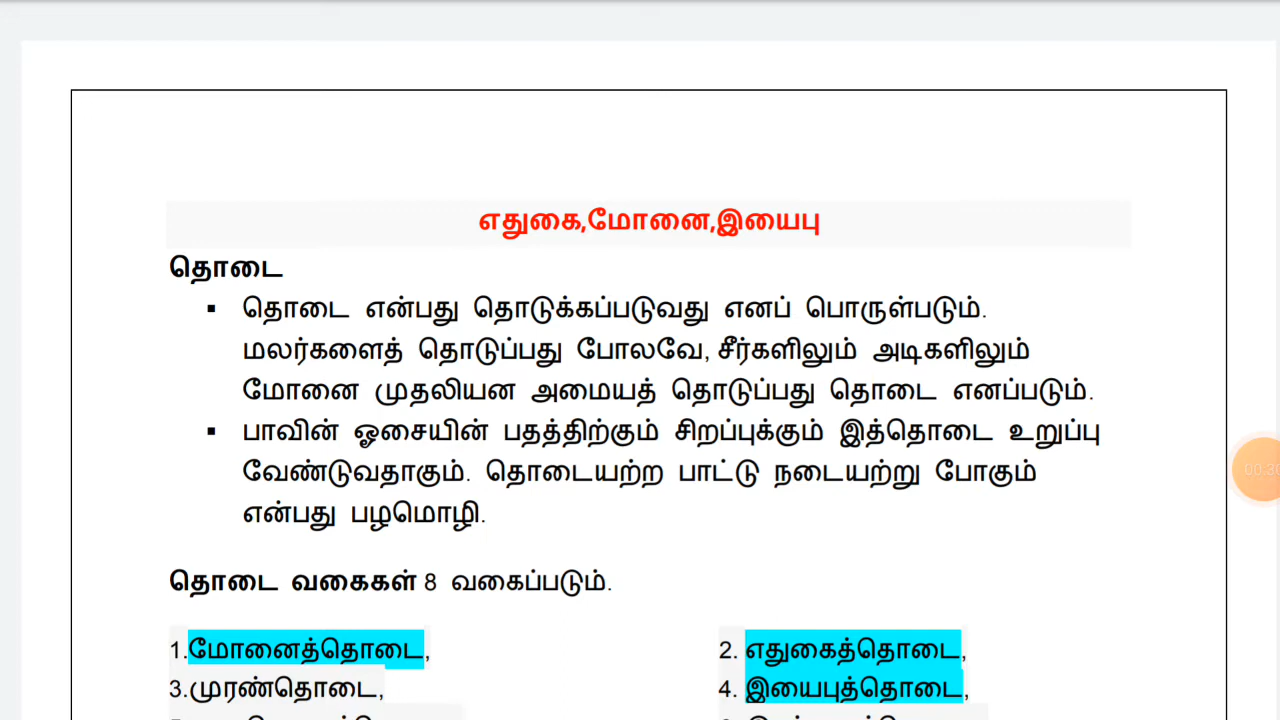 எதுகை,மோனை,இயைபு
தொடை
▪ தொடை என்பது தொடுக்கப்படுவது எனப் பொருள்படும்.
மலர்களைத் தொடுப்பது போலவே, சீர்களிலும் அடிகளிலும்
மோனை முதலியன அமையத் தொடுப்பது தொடை எனப்படும்.
▪ பாவின் ஓசையின் பதத்திற்கும் சிறப்புக்கும் இத்தொடை உறுப்பு
வேண்டுவதாகும். தொடையற்ற பாட்டு நடையற்று போகும்
என்பது பழமொழி.
தொடை வகைகள் 8 வகைப்படும்.
1.மோனைத்தொடை, 2. எதுகைத்தொடை,
3.முரண்தொடை, 4. இயைபுத்தொடை,